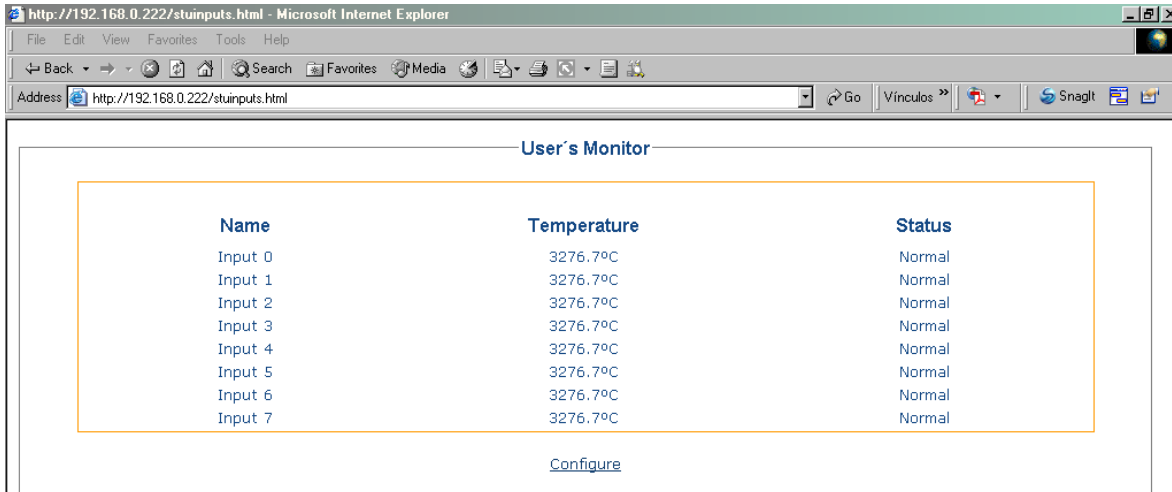 http://192.168.0.222/stuinputs.html - Microsoft Internet Explorer
File Edit View Favorites Tools Help
Back Search Favorites Media
Address http://192.168.0.222/stuinputs.html Go Vínculos » SnagIt
User´s Monitor
Name Temperature Status
Input 0 3276.7ºC Normal
Input 1 3276.7ºC Normal
Input 2 3276.7ºC Normal
Input 3 3276.7ºC Normal
Input 4 3276.7ºC Normal
Input 5 3276.7ºC Normal
Input 6 3276.7ºC Normal
Input 7 3276.7ºC Normal
Configure